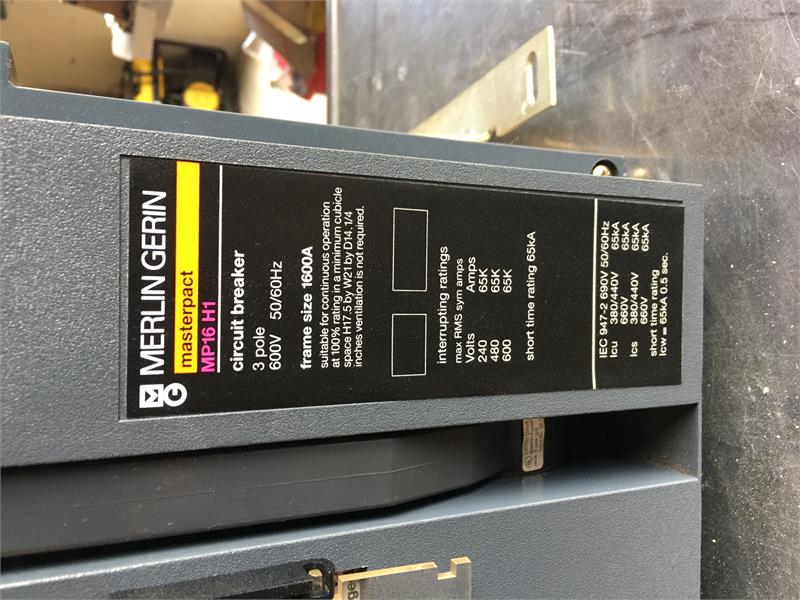 MG MERLIN GERIN
masterpact
MP16 H1
circuit breaker
3 pole
600V 50/60Hz
frame size 1600A
suitable for continuous operation
at 100% rating in a minimum cubicle
space H17.5 by W21 by D14.1/4
inches ventilation is not required.
interrupting ratings
max RMS sym amps
Volts Amps
240 65K
480 65K
600 65K
short time rating 65kA
IEC 947-2 690V 50/60Hz
Icu 380/440V 65kA
660V 65kA
Ics 380/440V 65kA
660V 65kA
short time rating
Icw = 65kA 0.5 sec.